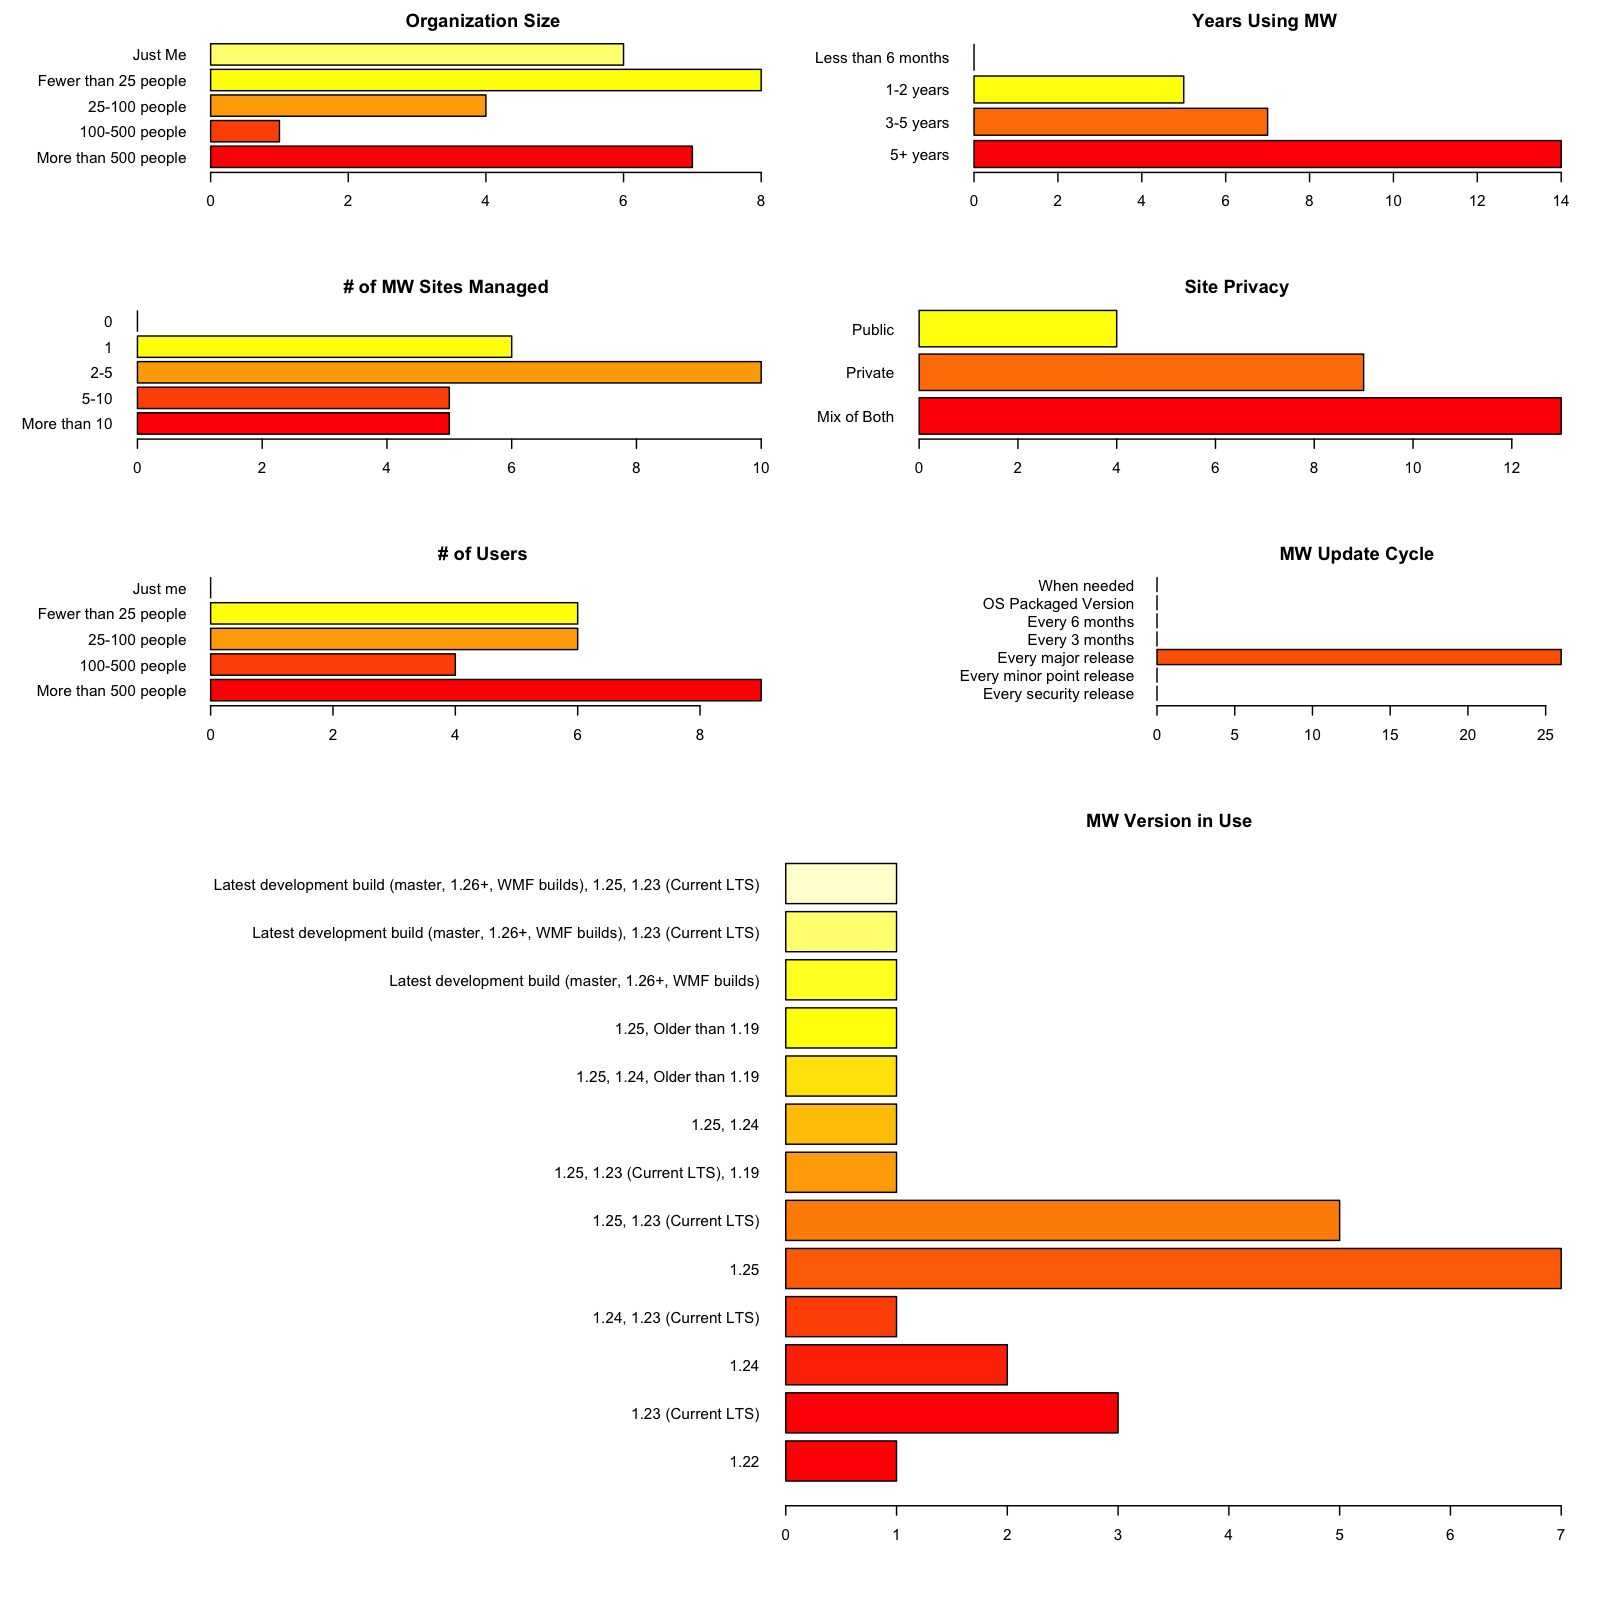 Organization Size
Just Me
Fewer than 25 people
25-100 people
100-500 people
More than 500 people
0 2 4 6 8
Years Using MW
Less than 6 months
1-2 years
3-5 years
5+ years
0 2 4 6 8 10 12 14
# of MW Sites Managed
0
1
2-5
5-10
More than 10
0 2 4 6 8 10
Site Privacy
Public
Private
Mix of Both
0 2 4 6 8 10 12
# of Users
Just me
Fewer than 25 people
25-100 people
100-500 people
More than 500 people
0 2 4 6 8
MW Update Cycle
When needed
OS Packaged Version
Every 6 months
Every 3 months
Every major release
Every minor point release
Every security release
0 5 10 15 20 25
MW Version in Use
Latest development build (master, 1.26+, WMF builds), 1.25, 1.23 (Current LTS)
Latest development build (master, 1.26+, WMF builds), 1.23 (Current LTS)
Latest development build (master, 1.26+, WMF builds)
1.25, Older than 1.19
1.25, 1.24, Older than 1.19
1.25, 1.24
1.25, 1.23 (Current LTS), 1.19
1.25, 1.23 (Current LTS)
1.25
1.24, 1.23 (Current LTS)
1.24
1.23 (Current LTS)
1.22
0 1 2 3 4 5 6 7